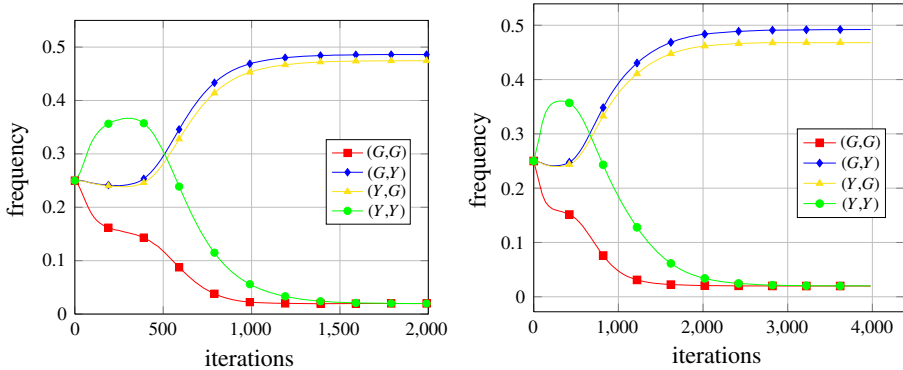 0.5
0.4
0.3
0.2
0.1
0
0
500
1,000
1,500
2,000
frequency
iterations
(G,G)
(G,Y)
(Y,G)
(Y,Y)
0.5
0.4
0.3
0.2
0.1
0
0
1,000
2,000
3,000
4,000
frequency
iterations
(G,G)
(G,Y)
(Y,G)
(Y,Y)